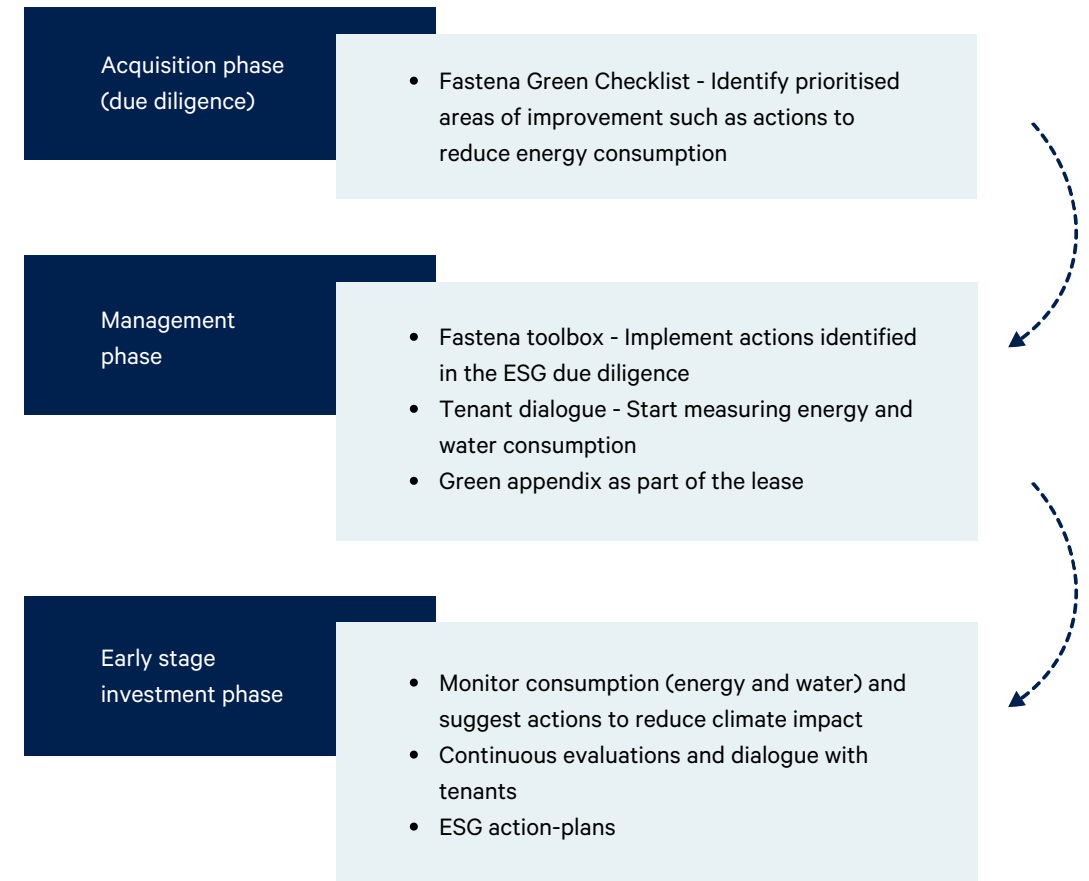 Acquisition phase
(due diligence)
• Fastena Green Checklist - Identify prioritised
areas of improvement such as actions to
reduce energy consumption
Management
phase
• Fastena toolbox - Implement actions identified
in the ESG due diligence
• Tenant dialogue - Start measuring energy and
water consumption
• Green appendix as part of the lease
Early stage
investment phase
• Monitor consumption (energy and water) and
suggest actions to reduce climate impact
• Continuous evaluations and dialogue with
tenants
• ESG action-plans